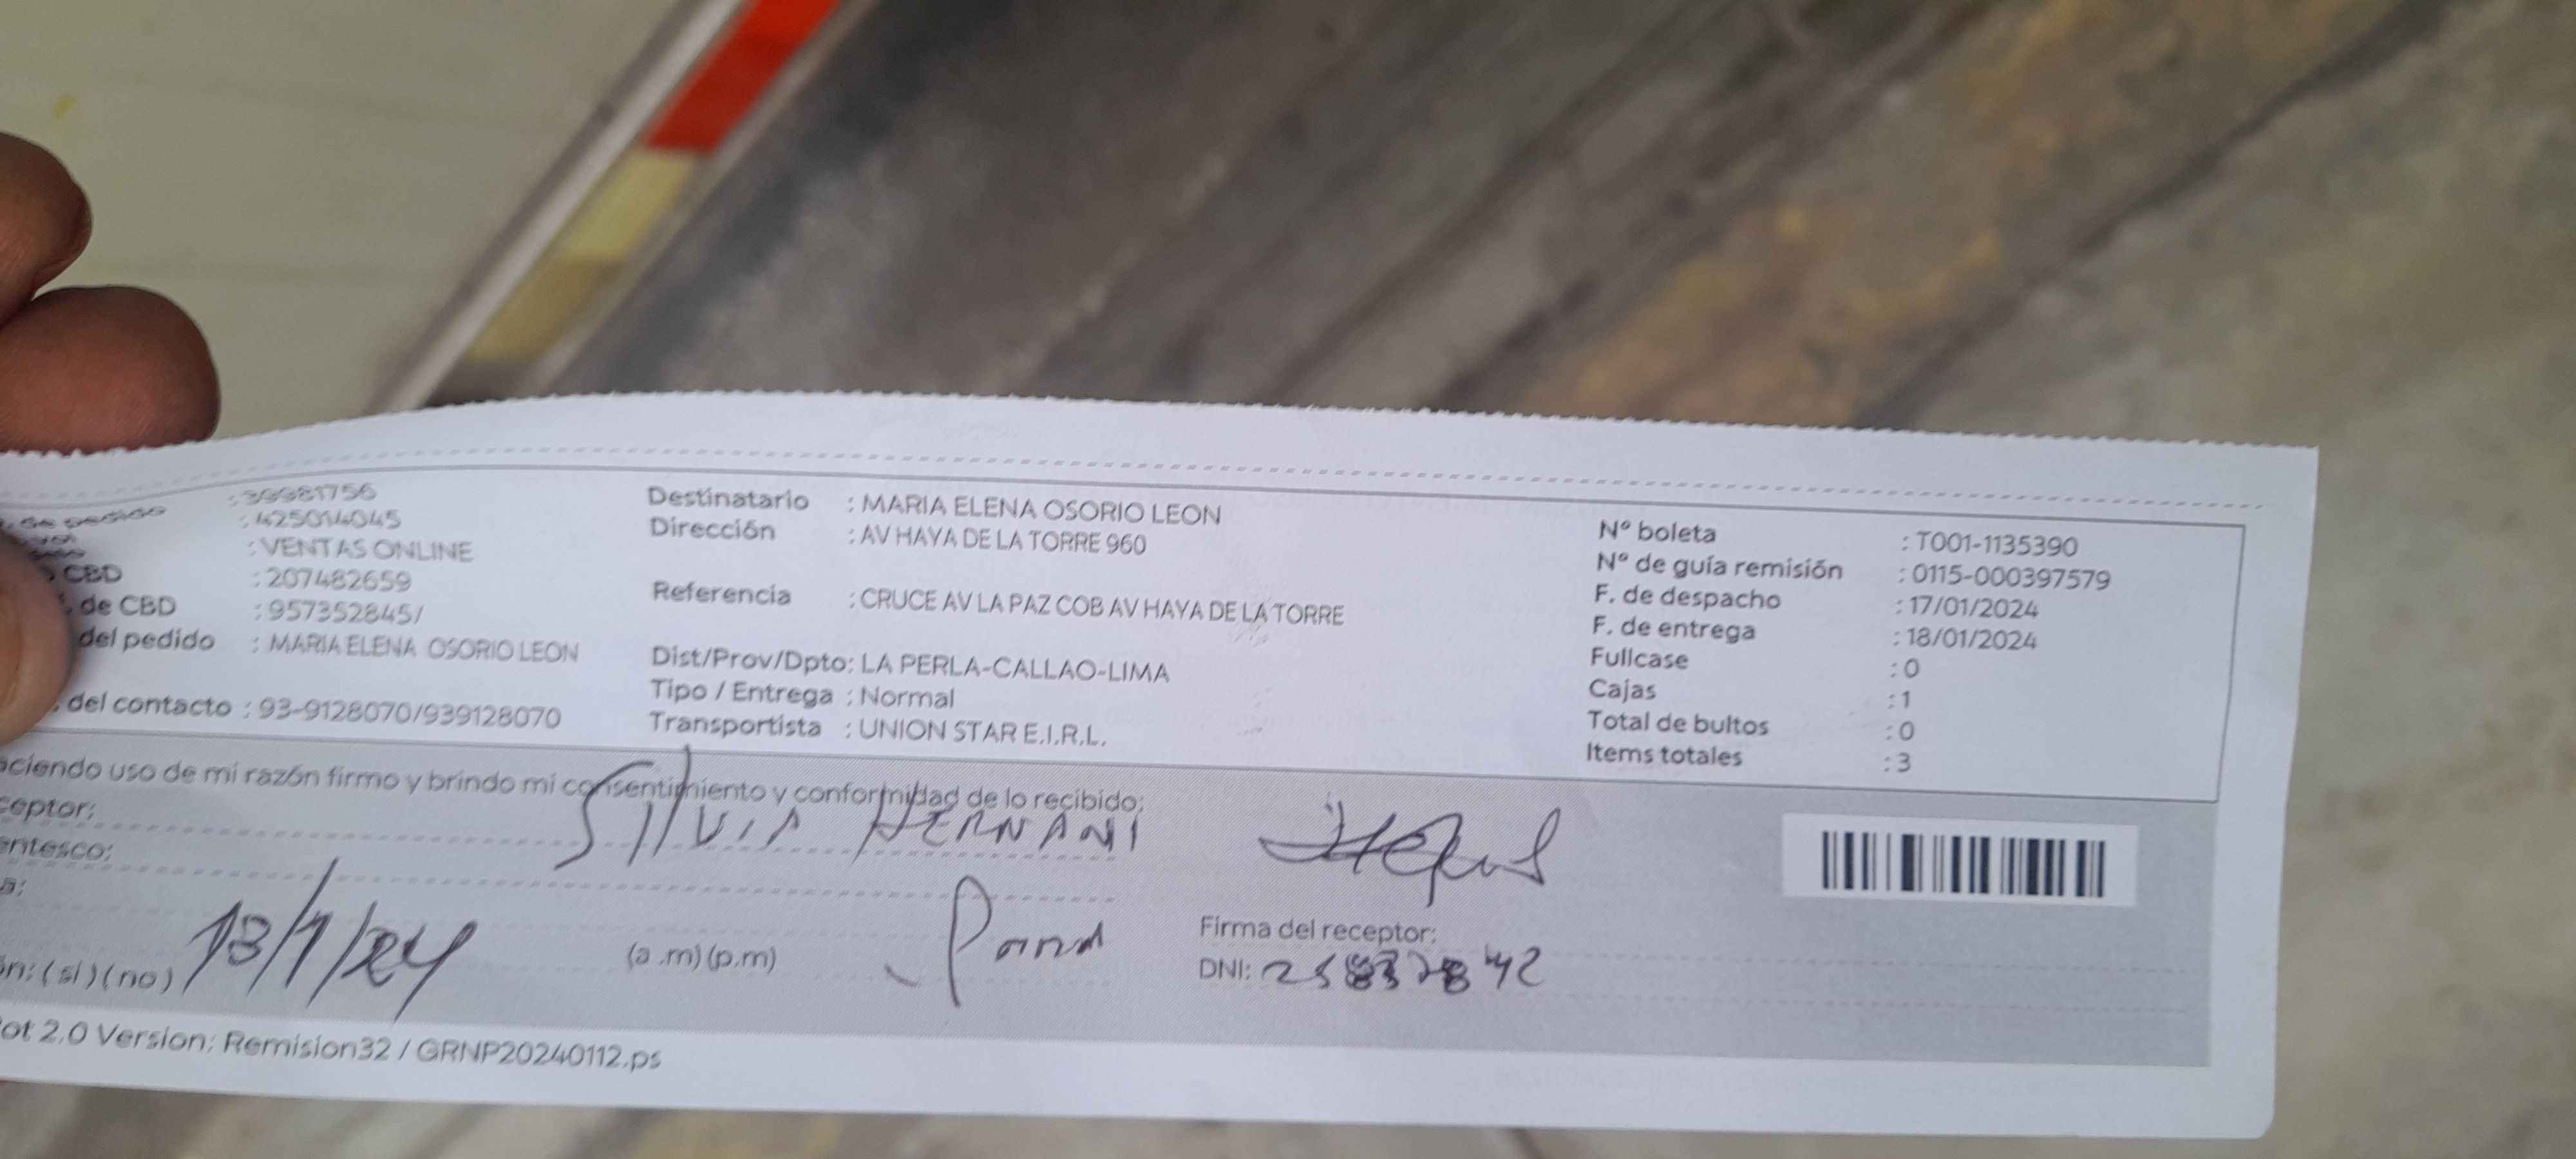 de pedido : 39981756
: 425014045
: VENTAS ONLINE
CBD : 207482659
. de CBD : 957352845/
del pedido : MARIA ELENA OSORIO LEON
. del contacto : 93-9128070/939128070
Destinatario : MARIA ELENA OSORIO LEON
Dirección : AV HAYA DE LA TORRE 960
Referencia : CRUCE AV LA PAZ COB AV HAYA DE LA TORRE
Dist/Prov/Dpto: LA PERLA-CALLAO-LIMA
Tipo / Entrega : Normal
Transportista : UNION STAR E.I.R.L.
Nº boleta : T001-1135390
Nº de guía remisión : 0115-000397579
F. de despacho : 17/01/2024
F. de entrega : 18/01/2024
Fullcase : 0
Cajas : 1
Total de bultos : 0
Items totales : 3
aciendo uso de mi razón firmo y brindo mi consentimiento y conformidad de lo recibido:
ceptor: SILVIA HERNANI
entesco:
a:
ón: (si) (no) 18/1/24 (a .m) (p.m)
Firma del receptor:
DNI:
ot 2.0 Version: Remision32 / GRNP20240112.ps